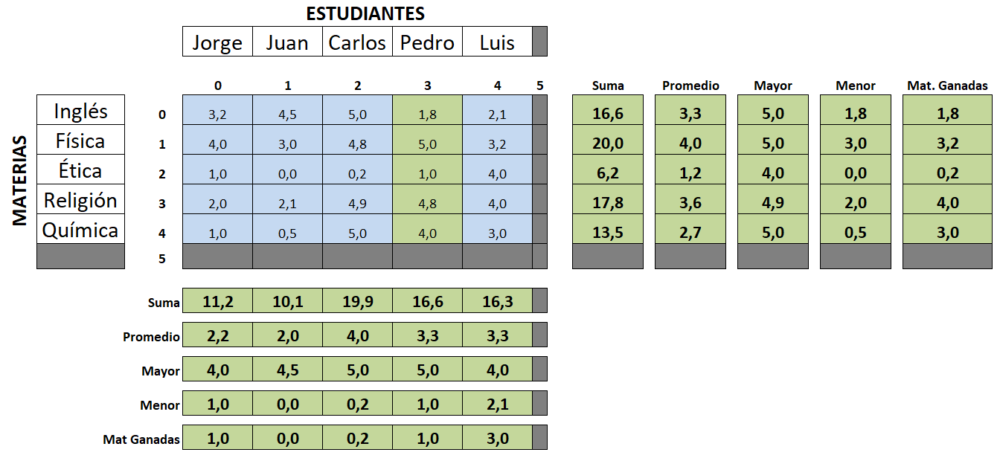 ESTUDIANTES
Jorge Juan Carlos Pedro Luis
0 1 2 3 4 5 Suma Promedio Mayor Menor Mat. Ganadas
MATERIAS
Inglés 0 3,2 4,5 5,0 1,8 2,1 16,6 3,3 5,0 1,8 1,8
Física 1 4,0 3,0 4,8 5,0 3,2 20,0 4,0 5,0 3,0 3,2
Ética 2 1,0 0,0 0,2 1,0 4,0 6,2 1,2 4,0 0,0 0,2
Religión 3 2,0 2,1 4,9 4,8 4,0 17,8 3,6 4,9 2,0 4,0
Química 4 1,0 0,5 5,0 4,0 3,0 13,5 2,7 5,0 0,5 3,0
5
Suma 11,2 10,1 19,9 16,6 16,3
Promedio 2,2 2,0 4,0 3,3 3,3
Mayor 4,0 4,5 5,0 5,0 4,0
Menor 1,0 0,0 0,2 1,0 2,1
Mat Ganadas 1,0 0,0 0,2 1,0 3,0